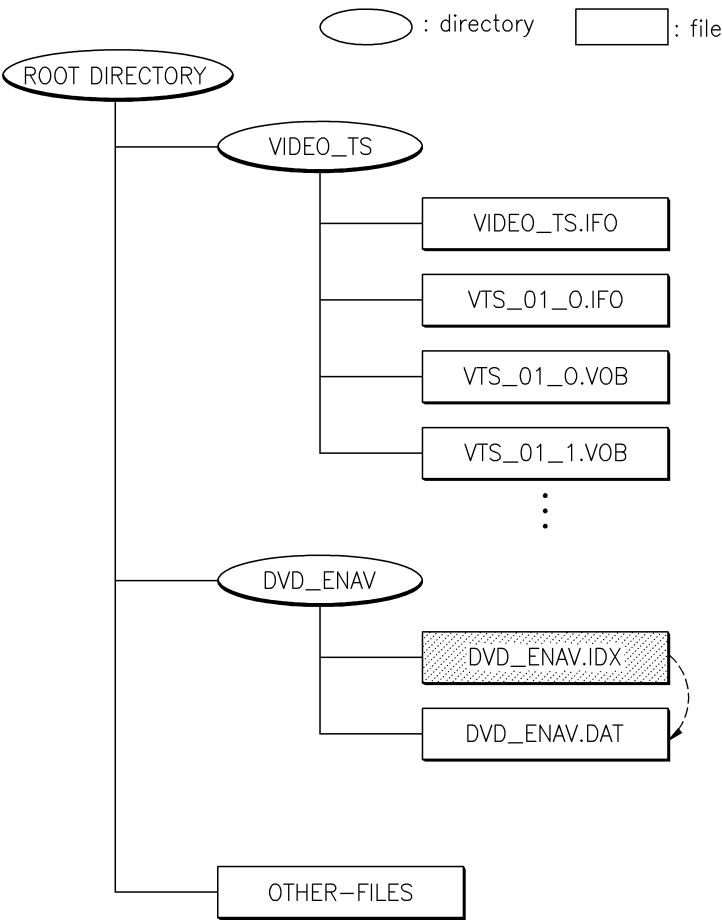 : directory
: file
ROOT DIRECTORY
VIDEO_TS
VIDEO_TS.IFO
VTS_01_0.IFO
VTS_01_0.VOB
VTS_01_1.VOB
DVD_ENAV
DVD_ENAV.IDX
DVD_ENAV.DAT
OTHER-FILES